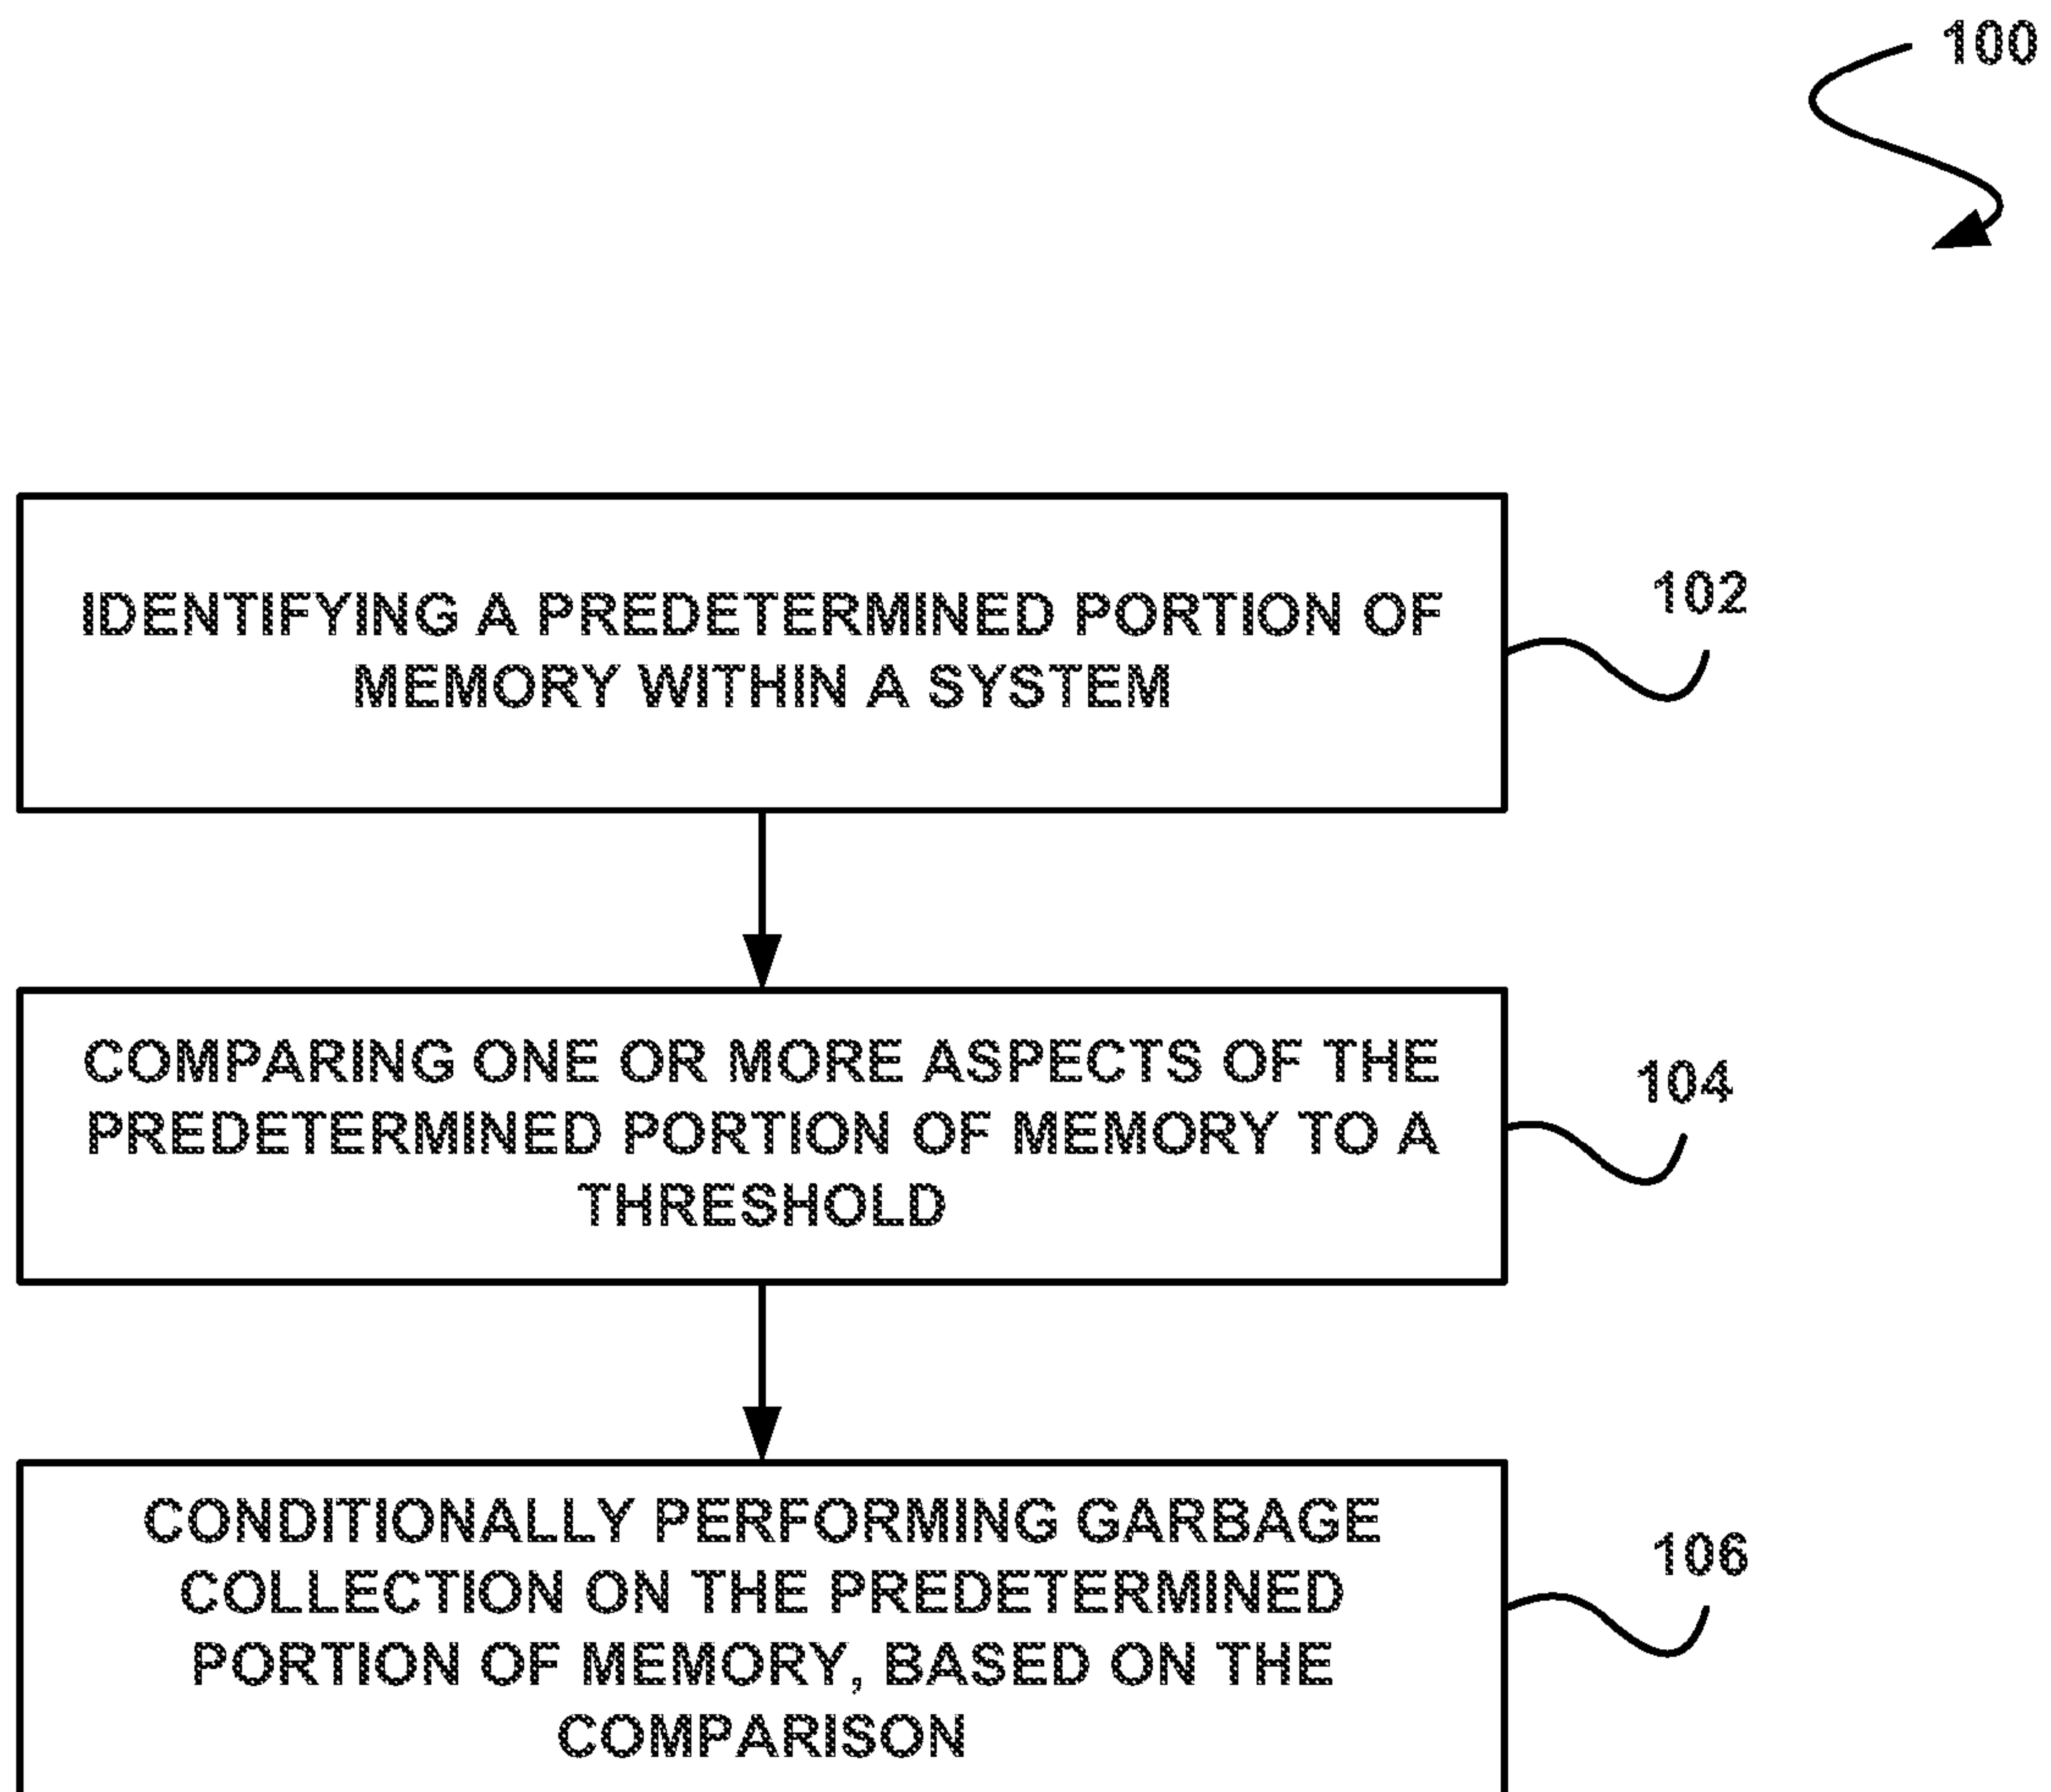 100
IDENTIFYING A PREDETERMINED PORTION OF
MEMORY WITHIN A SYSTEM
102
COMPARING ONE OR MORE ASPECTS OF THE
PREDETERMINED PORTION OF MEMORY TO A
THRESHOLD
104
CONDITIONALLY PERFORMING GARBAGE
COLLECTION ON THE PREDETERMINED
PORTION OF MEMORY, BASED ON THE
COMPARISON
106